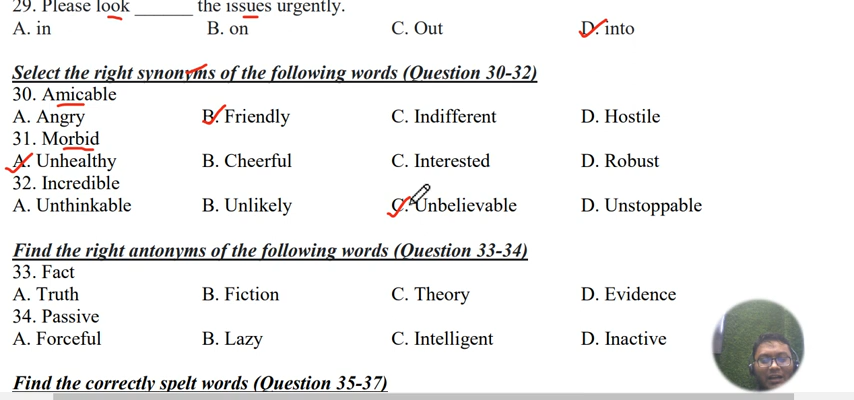 29. Please look ______ the issues urgently.
A. in B. on C. Out D. into
Select the right synonyms of the following words (Question 30-32)
30. Amicable
A. Angry B. Friendly C. Indifferent D. Hostile
31. Morbid
A. Unhealthy B. Cheerful C. Interested D. Robust
32. Incredible
A. Unthinkable B. Unlikely C. Unbelievable D. Unstoppable
Find the right antonyms of the following words (Question 33-34)
33. Fact
A. Truth B. Fiction C. Theory D. Evidence
34. Passive
A. Forceful B. Lazy C. Intelligent D. Inactive
Find the correctly spelt words (Question 35-37)